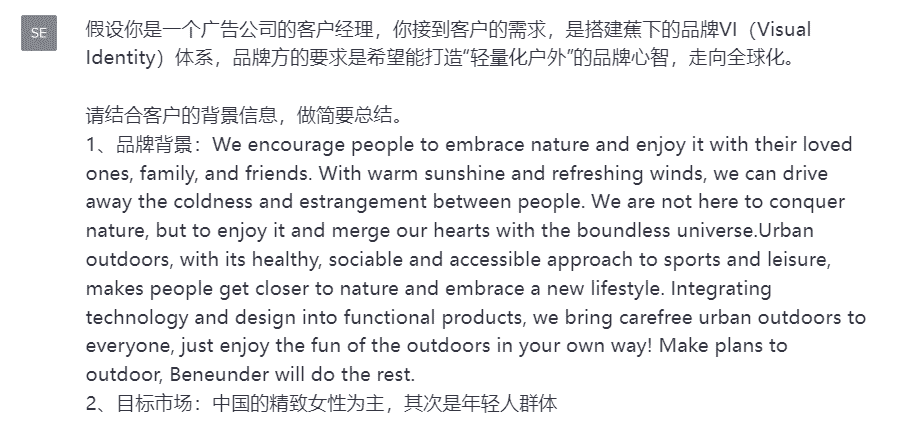 SE
假设你是一个广告公司的客户经理，你接到客户的需求，是搭建蕉下的品牌VI（Visual
Identity）体系，品牌方的要求是希望能打造“轻量化户外”的品牌心智，走向全球化。
请结合客户的背景信息，做简要总结。
1、品牌背景：We encourage people to embrace nature and enjoy it with their loved
ones, family, and friends. With warm sunshine and refreshing winds, we can drive
away the coldness and estrangement between people. We are not here to conquer
nature, but to enjoy it and merge our hearts with the boundless universe.Urban
outdoors, with its healthy, sociable and accessible approach to sports and leisure,
makes people get closer to nature and embrace a new lifestyle. Integrating
technology and design into functional products, we bring carefree urban outdoors to
everyone, just enjoy the fun of the outdoors in your own way! Make plans to
outdoor, Beneunder will do the rest.
2、目标市场：中国的精致女性为主，其次是年轻人群体